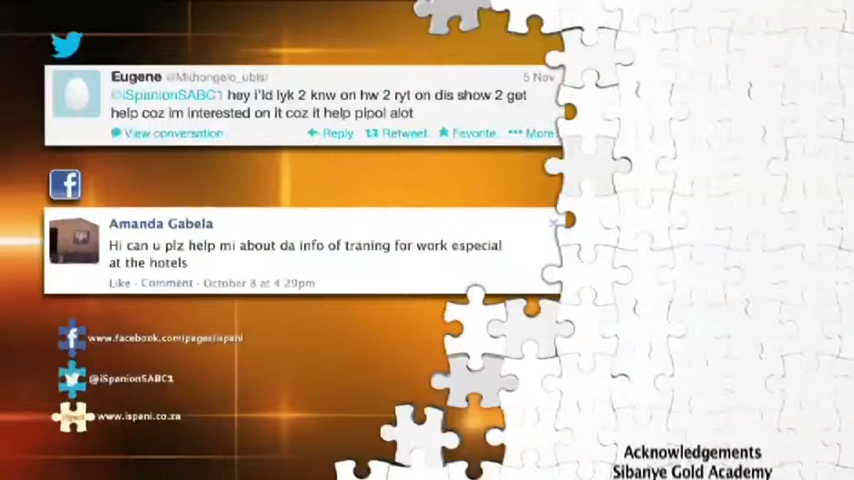 Eugene @Michongelo_ubisi 5 Nov
@iSpanionSABC1 hey i'ld lyk 2 knw on hw 2 ryt on dis show 2 get
help coz im interested on it coz it help pipol alot
View conversation Reply Retweet Favorite More
Amanda Gabela
Hi can u plz help mi about da info of traning for work especial
at the hotels
Like · Comment · October 8 at 4:29pm
www.facebook.com/pages/ispani
@iSpanionSABC1
www.ispani.co.za
Acknowledgements
Sibanye Gold Academy